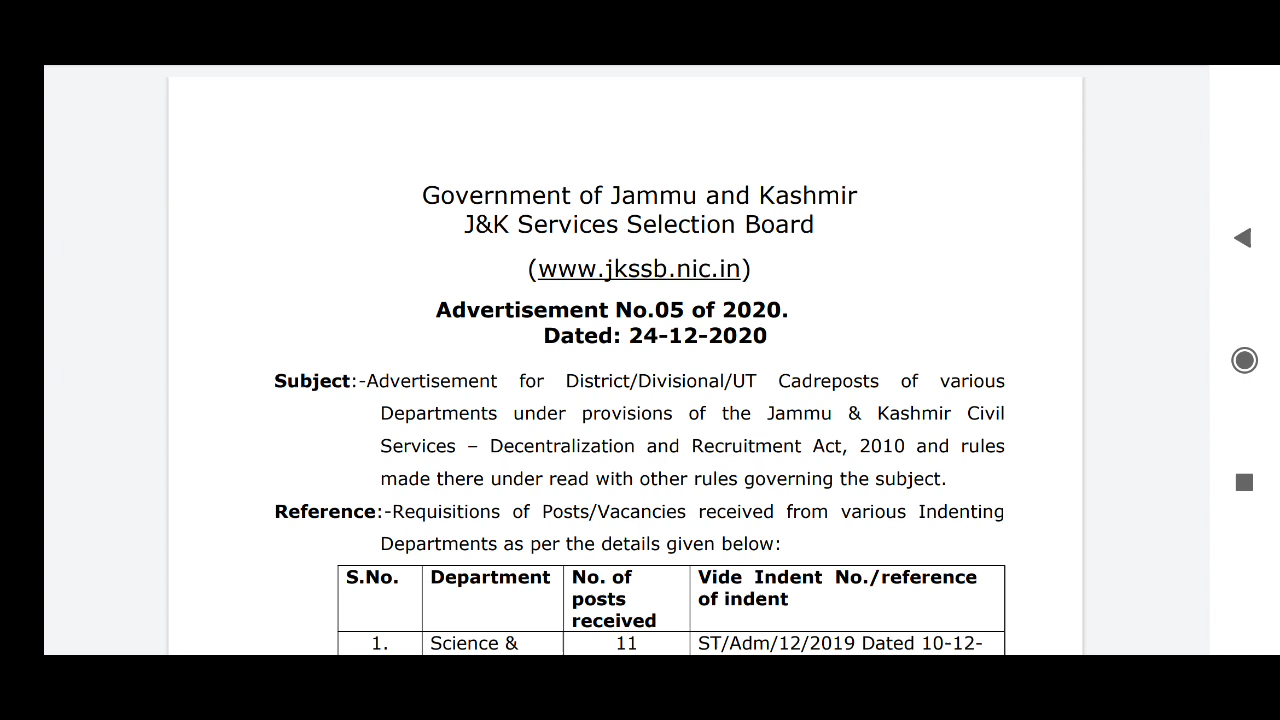 Government of Jammu and Kashmir
J&K Services Selection Board
(www.jkssb.nic.in)
Advertisement No.05 of 2020.
Dated: 24-12-2020
Subject:-Advertisement for District/Divisional/UT Cadreposts of various
Departments under provisions of the Jammu & Kashmir Civil
Services – Decentralization and Recruitment Act, 2010 and rules
made there under read with other rules governing the subject.
Reference:-Requisitions of Posts/Vacancies received from various Indenting
Departments as per the details given below:
S.No. Department No. of posts received Vide Indent No./reference of indent
1. Science & 11 ST/Adm/12/2019 Dated 10-12-